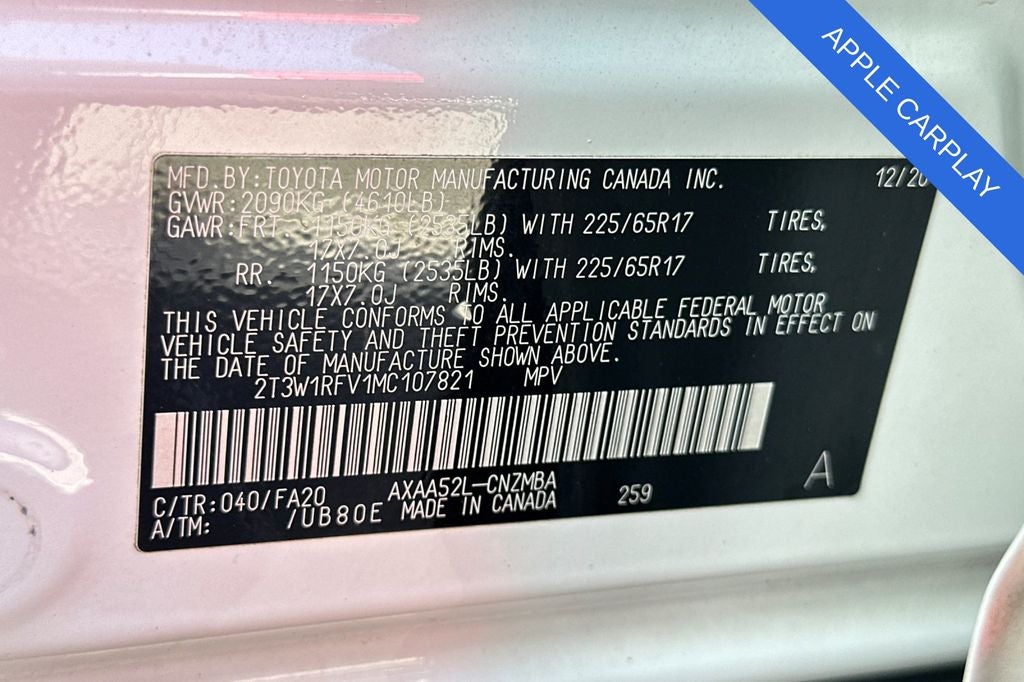 APPLE CARPLAY
MFD.BY:TOYOTA MOTOR MANUFACTURING CANADA INC. 12/20
GVWR:2090KG (4610LB)
GAWR:FRT. 1150KG (2535LB) WITH 225/65R17 TIRES,
17X7.0J RIMS.
RR. 1150KG (2535LB) WITH 225/65R17 TIRES,
17X7.0J RIMS.
THIS VEHICLE CONFORMS TO ALL APPLICABLE FEDERAL MOTOR
VEHICLE SAFETY AND THEFT PREVENTION STANDARDS IN EFFECT ON
THE DATE OF MANUFACTURE SHOWN ABOVE.
2T3W1RFV1MC107821 MPV
C/TR:040/FA20 AXAA52L-CNZMBA 259 A
A/TM: /UB80E MADE IN CANADA